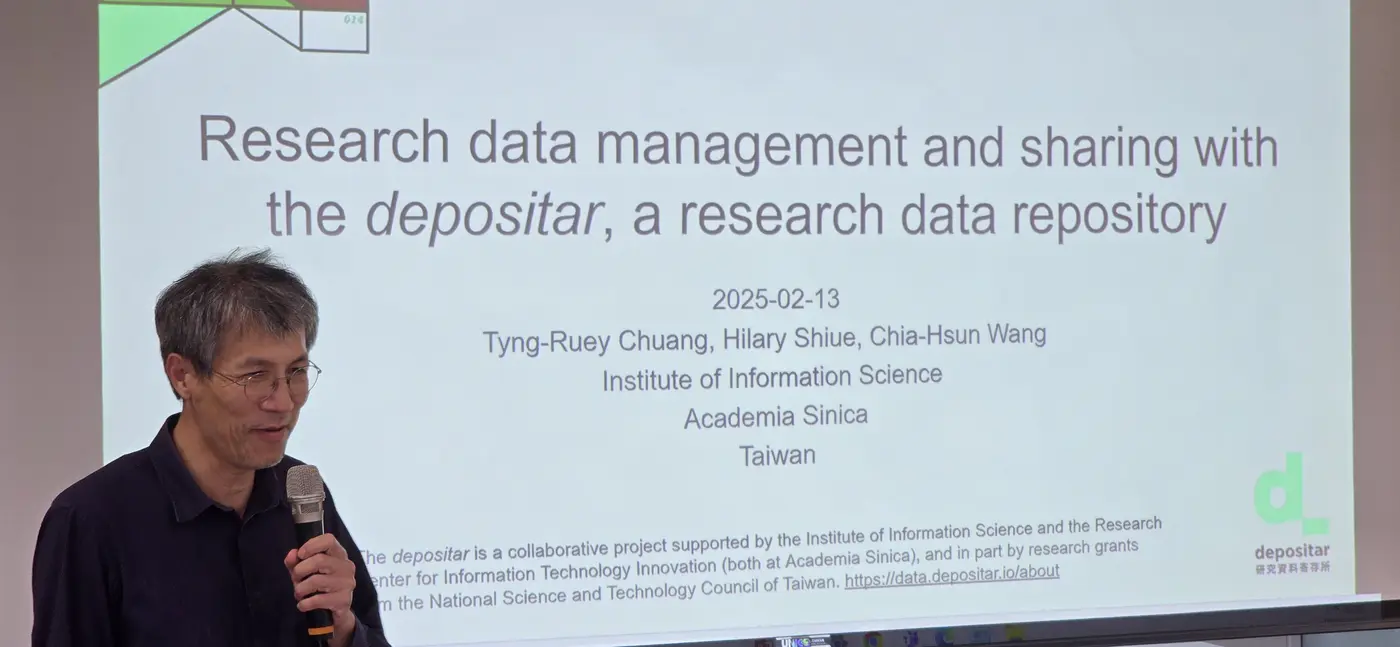 014
Research data management and sharing with
the depositar, a research data repository
2025-02-13
Tyng-Ruey Chuang, Hilary Shiue, Chia-Hsun Wang
Institute of Information Science
Academia Sinica
Taiwan
he depositar is a collaborative project supported by the Institute of Information Science and the Research
enter for Information Technology Innovation (both at Academia Sinica), and in part by research grants
m the National Science and Technology Council of Taiwan. https://data.depositar.io/about
d_
depositar
研究資料寄存所